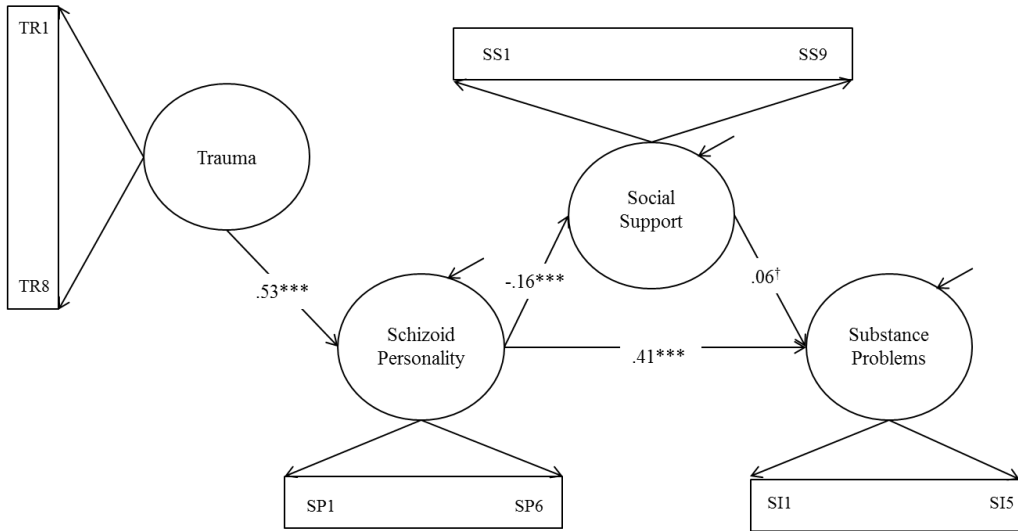 TR1
SS1 SS9
Trauma
Social
Support
TR8
.53***
-.16***
.06†
Schizoid
Personality
.41***
Substance
Problems
SP1 SP6
SI1 SI5